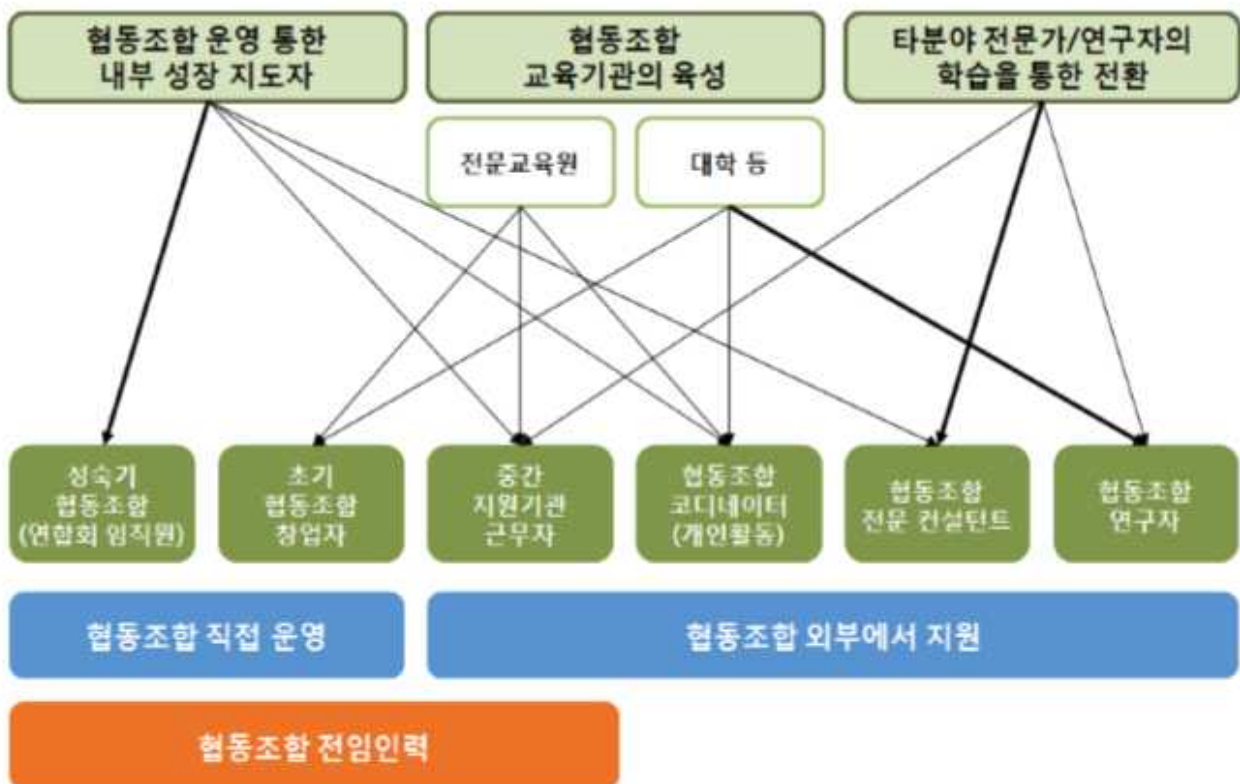 협동조합 운영 통한
내부 성장 지도자
협동조합
교육기관의 육성
타분야 전문가/연구자의
학습을 통한 전환
전문교육원
대학 등
성숙기
협동조합
(연합회 임직원)
초기
협동조합
창업자
중간
지원기관
근무자
협동조합
코디네이터
(개인활동)
협동조합
전문 컨설턴트
협동조합
연구자
협동조합 직접 운영
협동조합 외부에서 지원
협동조합 전임인력